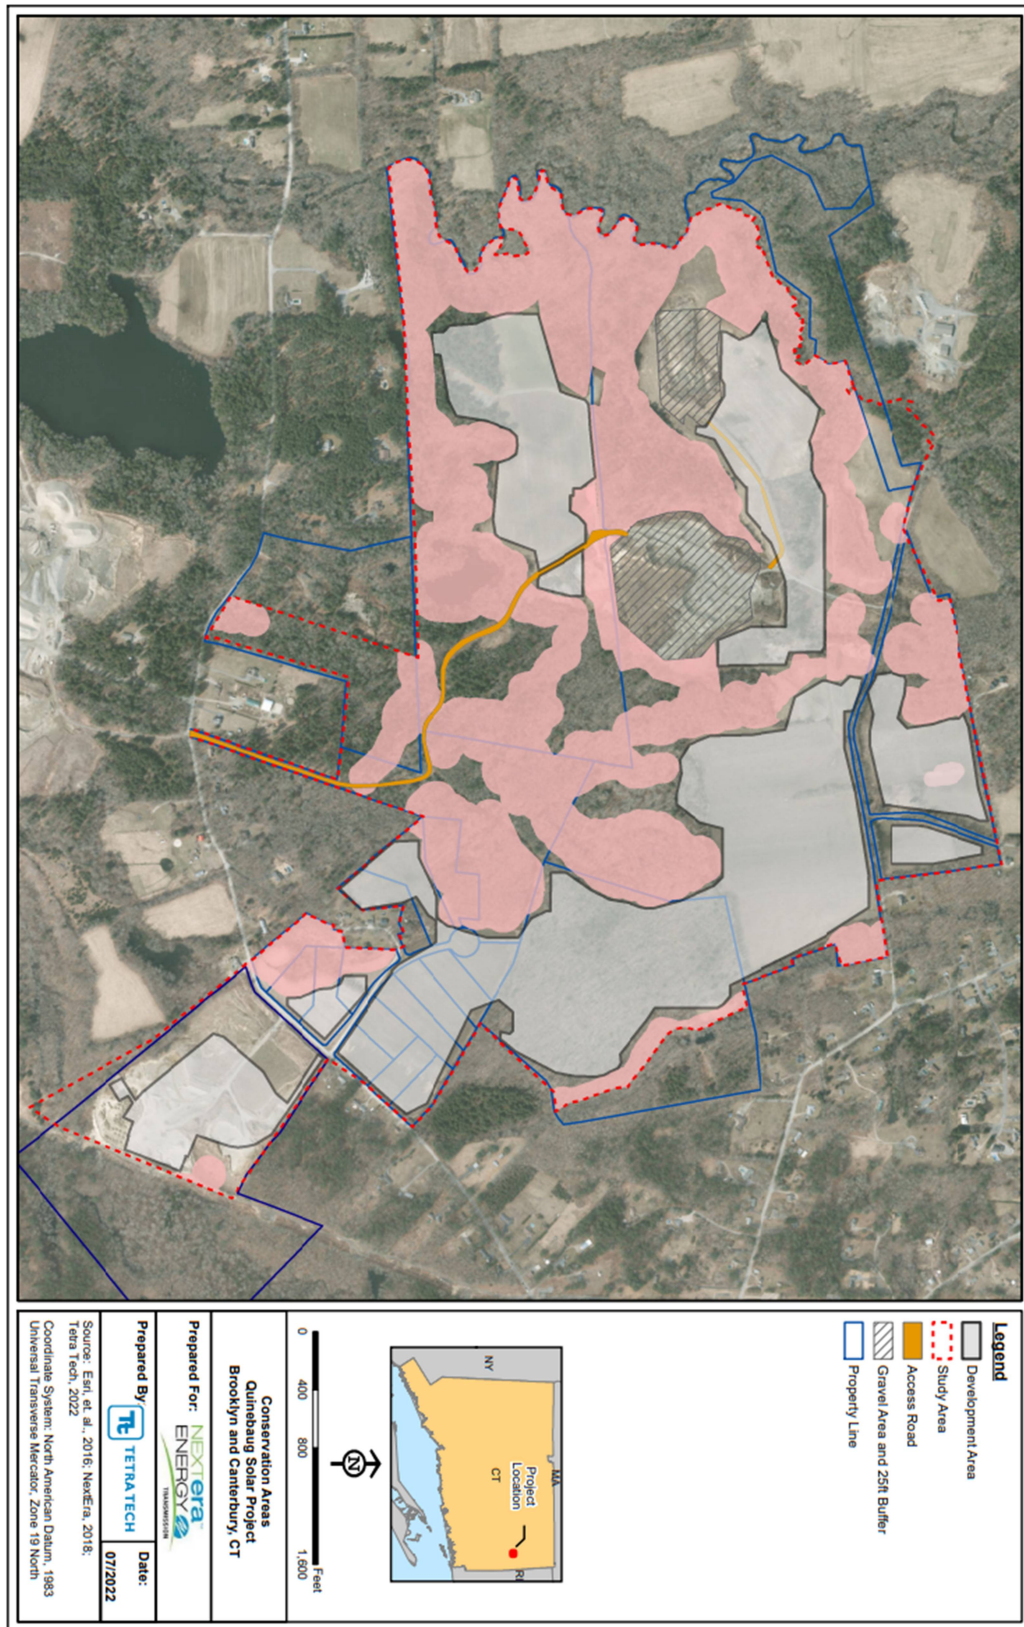 Legend
Development Area
Study Area
Access Road
Gravel Area and 25ft Buffer
Property Line
NY
MA
CT
RI
Project
Location
N
0
400
800
1,600
Feet
Conservation Areas
Quinebaug Solar Project
Brooklyn and Canterbury, CT
Prepared For:
NEXTera™
ENERGY
TRANSMISSION
Prepared By:
Tt
TETRA TECH
Date:
07/2022
Source: Esri, et. al., 2016; NextEra, 2018;
Tetra Tech, 2022
Coordinate System: North American Datum, 1983
Universal Transverse Mercator, Zone 19 North